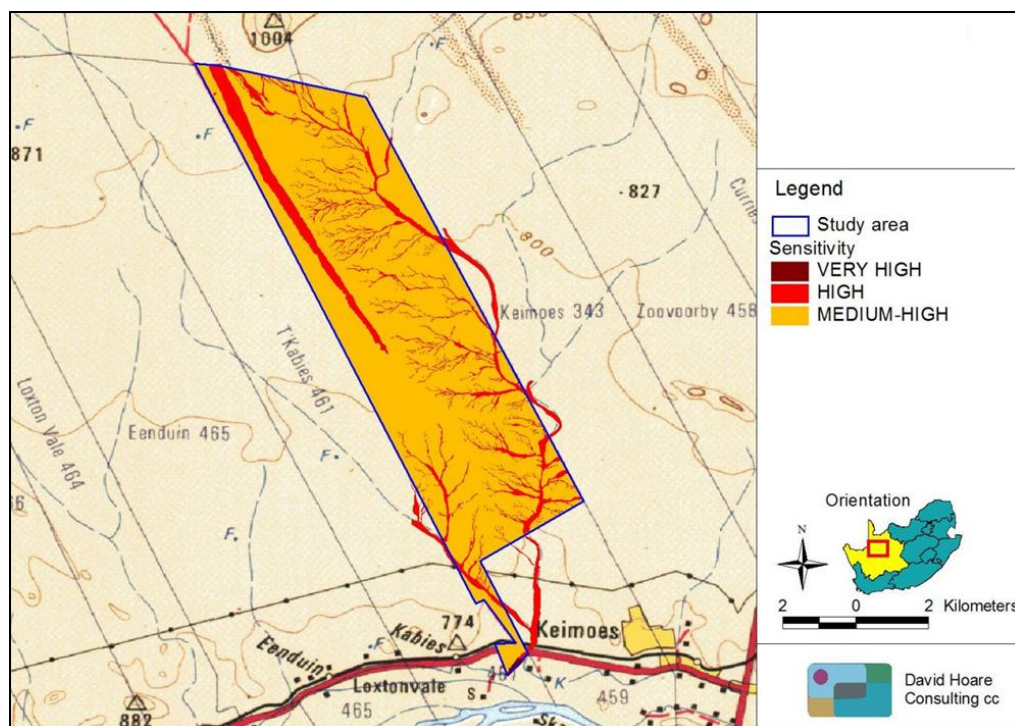 1004
850
F
F
871
827
Curries
800
Keimoes 343
Zoovoorby 458
T'Kabies 461
Loxton Vale 464
Eenduin 465
F
F
774
Keimoes
Eenduin
Kabies
F
Loxtonvale
S
K
465
459
882
Legend
Study area
Sensitivity
VERY HIGH
HIGH
MEDIUM-HIGH
Orientation
N
2 0 2 Kilometers
David Hoare
Consulting cc